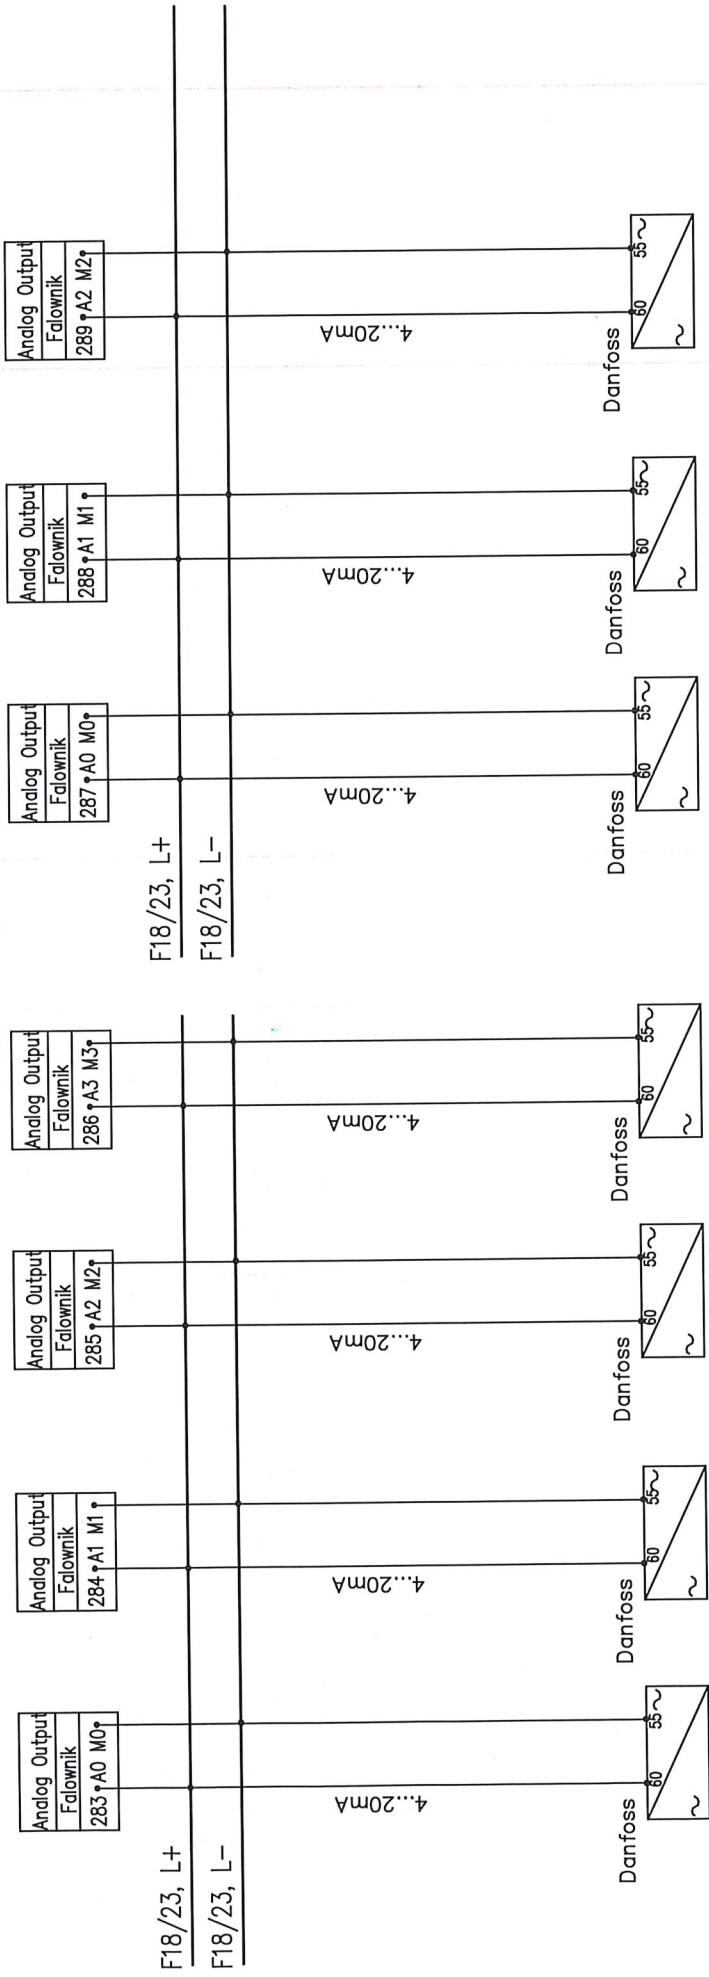 Analog Output
Falownik
283 A0 M0
Analog Output
Falownik
284 A1 M1
Analog Output
Falownik
285 A2 M2
Analog Output
Falownik
286 A3 M3
Analog Output
Falownik
287 A0 M0
Analog Output
Falownik
288 A1 M1
Analog Output
Falownik
289 A2 M2
F18/23, L+
F18/23, L-
F18/23, L+
F18/23, L-
4...20mA
4...20mA
4...20mA
4...20mA
4...20mA
4...20mA
4...20mA
Danfoss
60 55
Danfoss
60 55
Danfoss
60 55
Danfoss
60 55
Danfoss
60 55
Danfoss
60 55
Danfoss
60 55